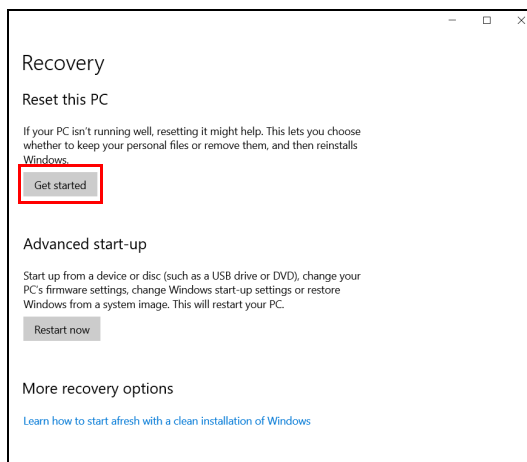 Recovery
Reset this PC
If your PC isn't running well, resetting it might help. This lets you choose
whether to keep your personal files or remove them, and then reinstalls
Windows.
Get started
Advanced start-up
Start up from a device or disc (such as a USB drive or DVD), change your
PC's firmware settings, change Windows start-up settings or restore
Windows from a system image. This will restart your PC.
Restart now
More recovery options
Learn how to start afresh with a clean installation of Windows